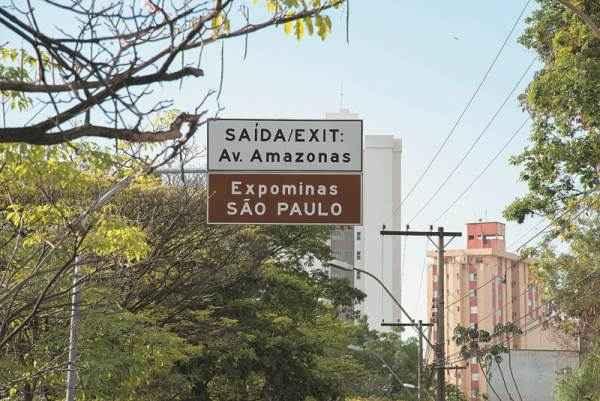 SAÍDA/EXIT:
Av. Amazonas
Expominas
SÃO PAULO